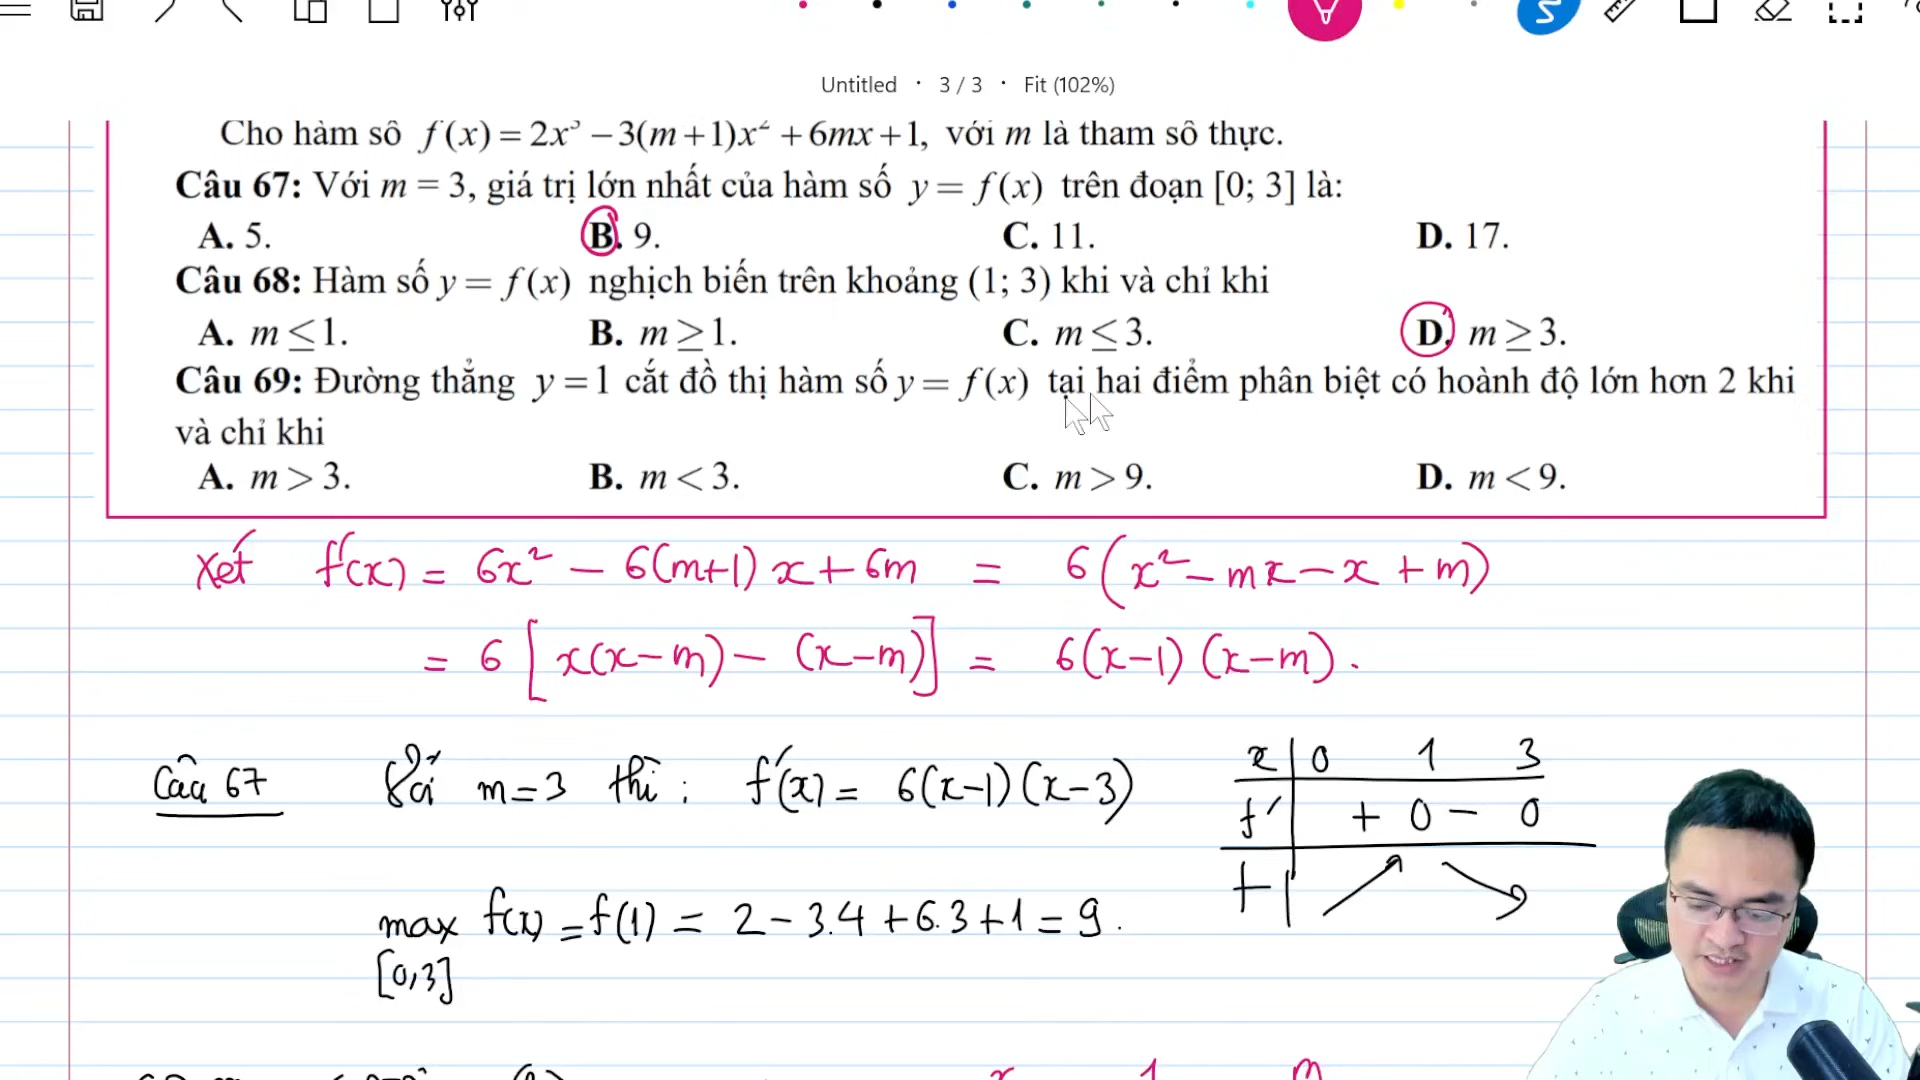 Untitled · 3 / 3 · Fit (102%)
Cho hàm số f(x) = 2x³ − 3(m+1)x² + 6mx + 1, với m là tham số thực.
Câu 67: Với m = 3, giá trị lớn nhất của hàm số y = f(x) trên đoạn [0; 3] là:
A. 5. B. 9. C. 11. D. 17.
Câu 68: Hàm số y = f(x) nghịch biến trên khoảng (1; 3) khi và chỉ khi
A. m ≤ 1. B. m ≥ 1. C. m ≤ 3. D. m ≥ 3.
Câu 69: Đường thẳng y = 1 cắt đồ thị hàm số y = f(x) tại hai điểm phân biệt có hoành độ lớn hơn 2 khi
và chỉ khi
A. m > 3. B. m < 3. C. m > 9. D. m < 9.
Xét f'(x) = 6x² − 6(m+1)x + 6m = 6(x² − mx − x + m)
= 6[x(x−m) − (x−m)] = 6(x−1)(x−m).
Câu 67 Với m=3 thì: f'(x) = 6(x−1)(x−3)
x 0 1 3
f' + 0 − 0
f
max f(x) = f(1) = 2 − 3.4 + 6.3 + 1 = 9.
[0,3]
x 1 m